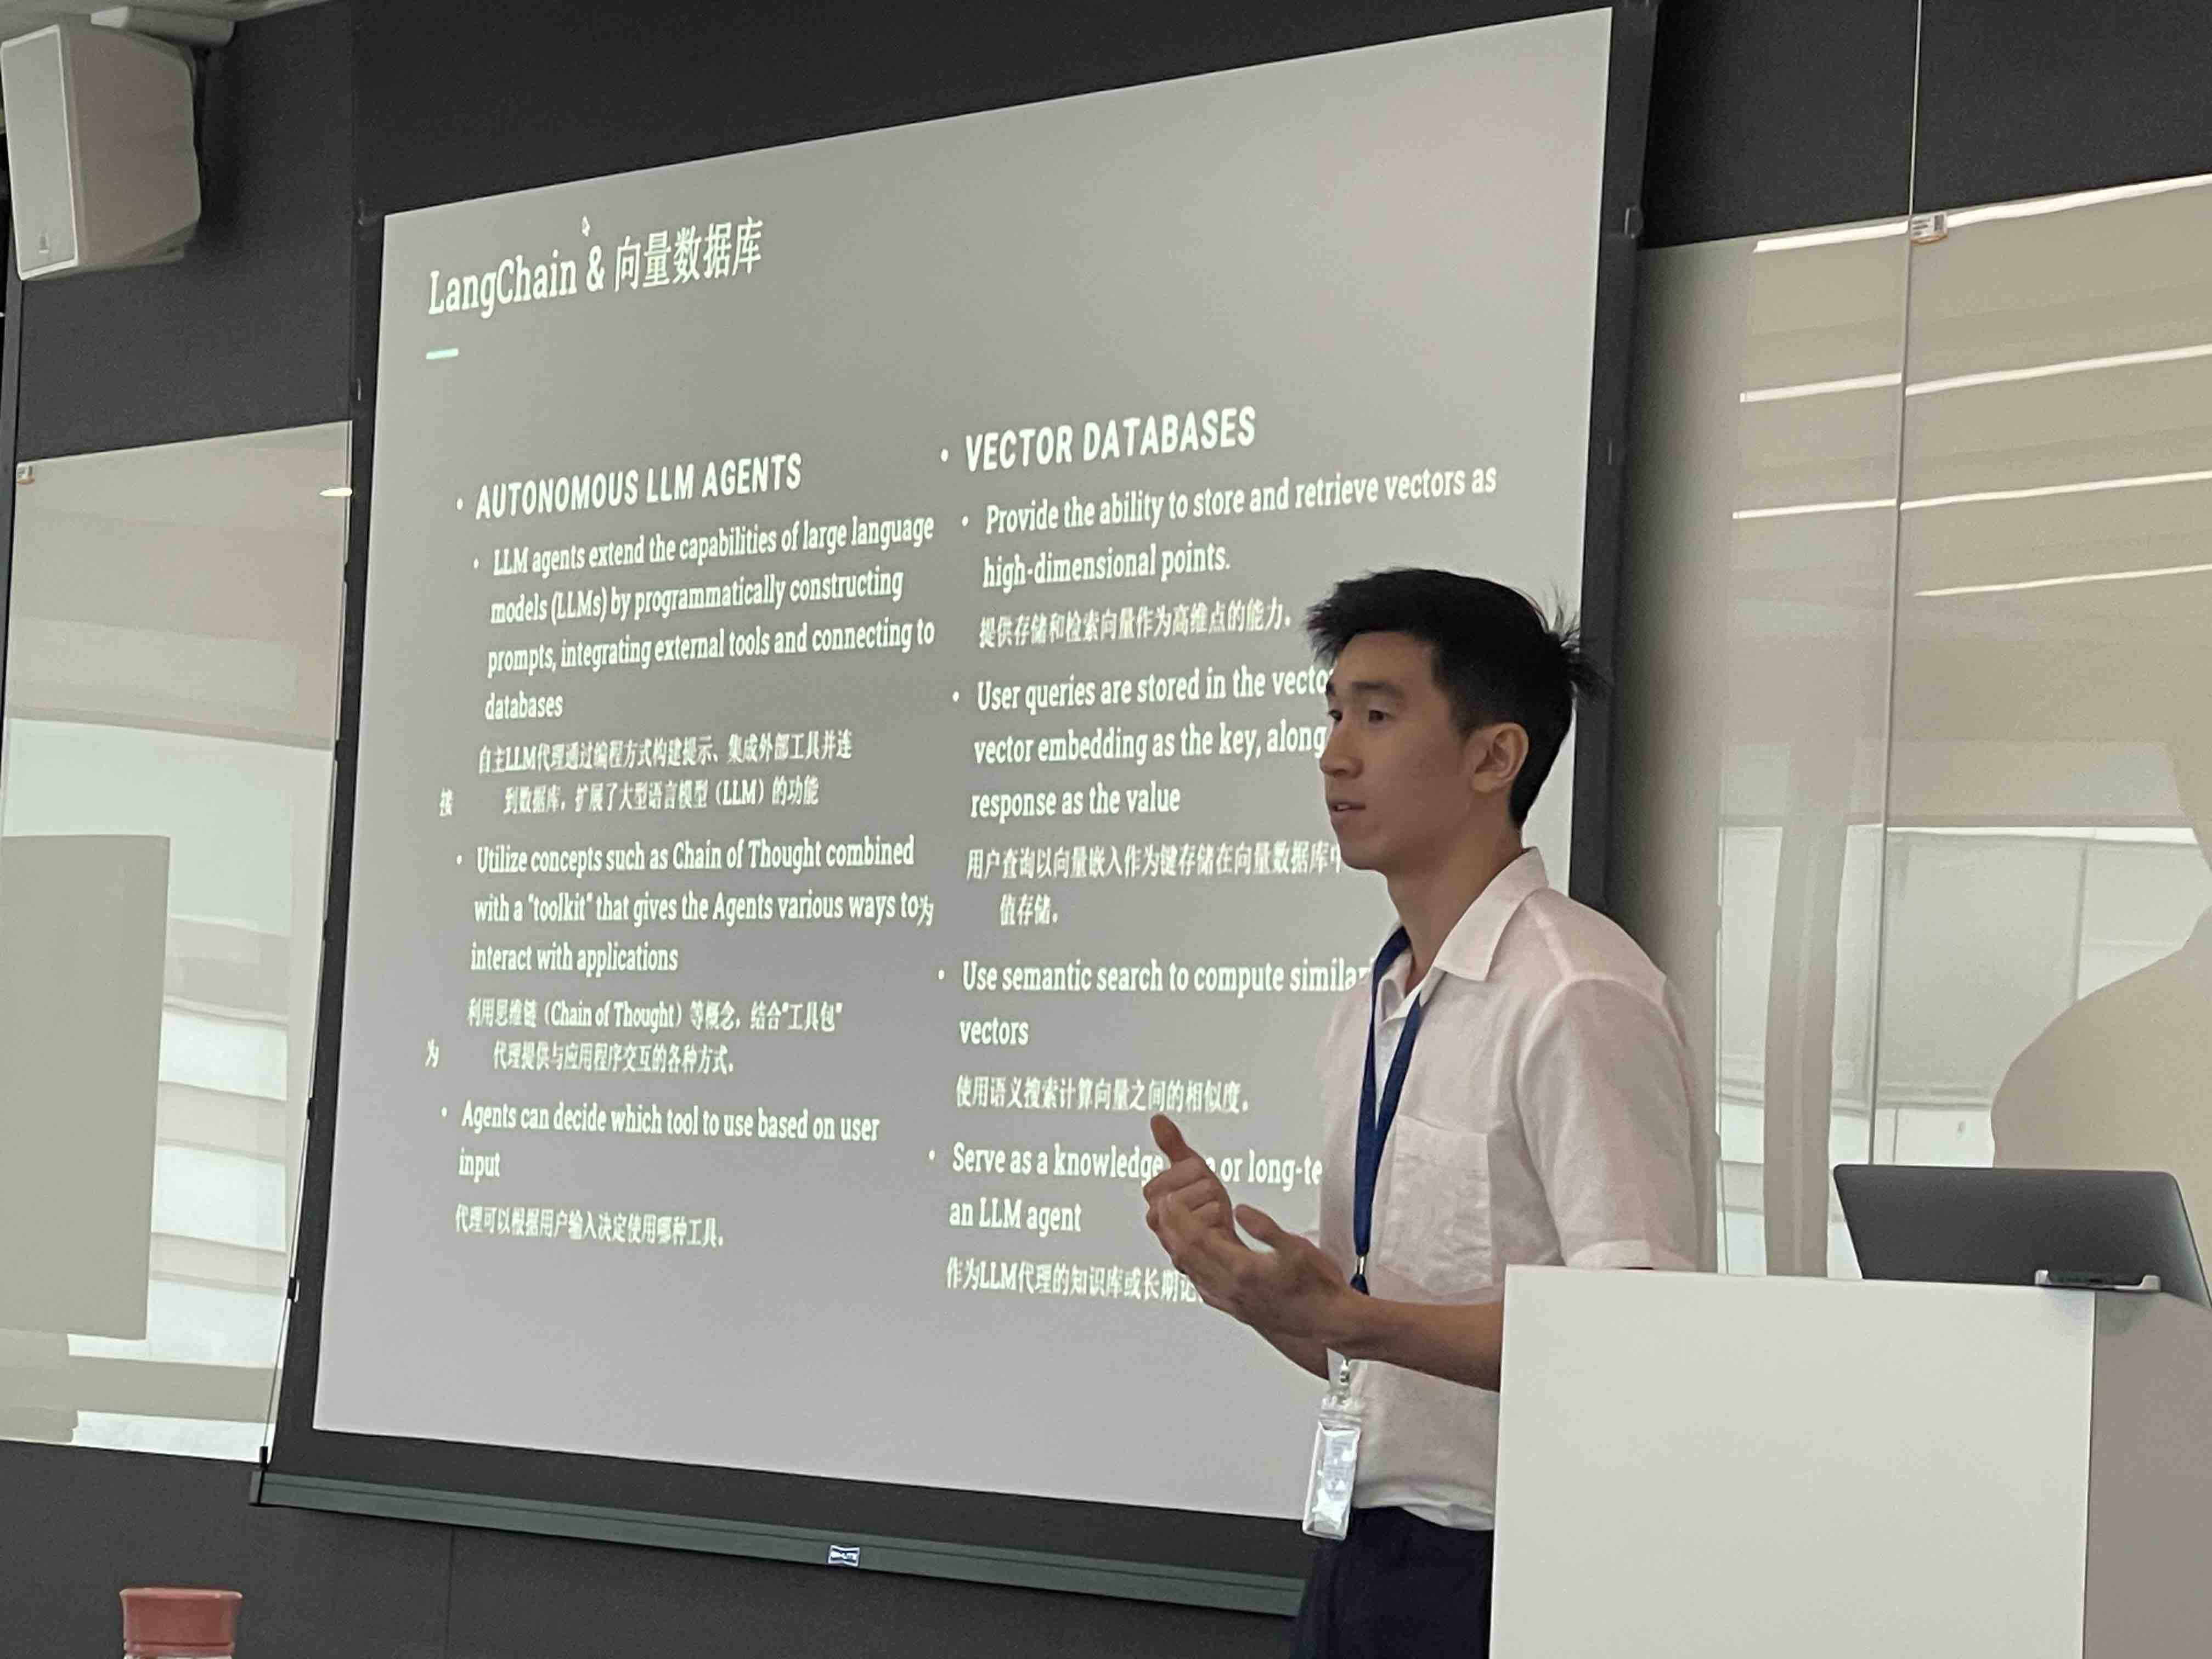 LangChain & 向量数据库
• AUTONOMOUS LLM AGENTS
• LLM agents extend the capabilities of large language
models (LLMs) by programmatically constructing
prompts, integrating external tools and connecting to
databases
自主LLM代理通过编程方式构建提示、集成外部工具并连
接 到数据库，扩展了大型语言模型（LLM）的功能
• Utilize concepts such as Chain of Thought combined
with a "toolkit" that gives the Agents various ways to
interact with applications
利用思维链（Chain of Thought）等概念，结合"工具包"
为 代理提供与应用程序交互的各种方式。
• Agents can decide which tool to use based on user
input
代理可以根据用户输入决定使用哪种工具。
• VECTOR DATABASES
• Provide the ability to store and retrieve vectors as
high-dimensional points.
提供存储和检索向量作为高维点的能力。
• User queries are stored in the
vector embedding as the key, along
response as the value
用户查询以向量嵌入作为键存储在向量数据库
为 值存储。
• Use semantic search to compute
vectors
使用语义搜索计算向量之间的相似度。
• Serve as a knowledge or
an LLM agent
作为LLM代理的知识库或长期